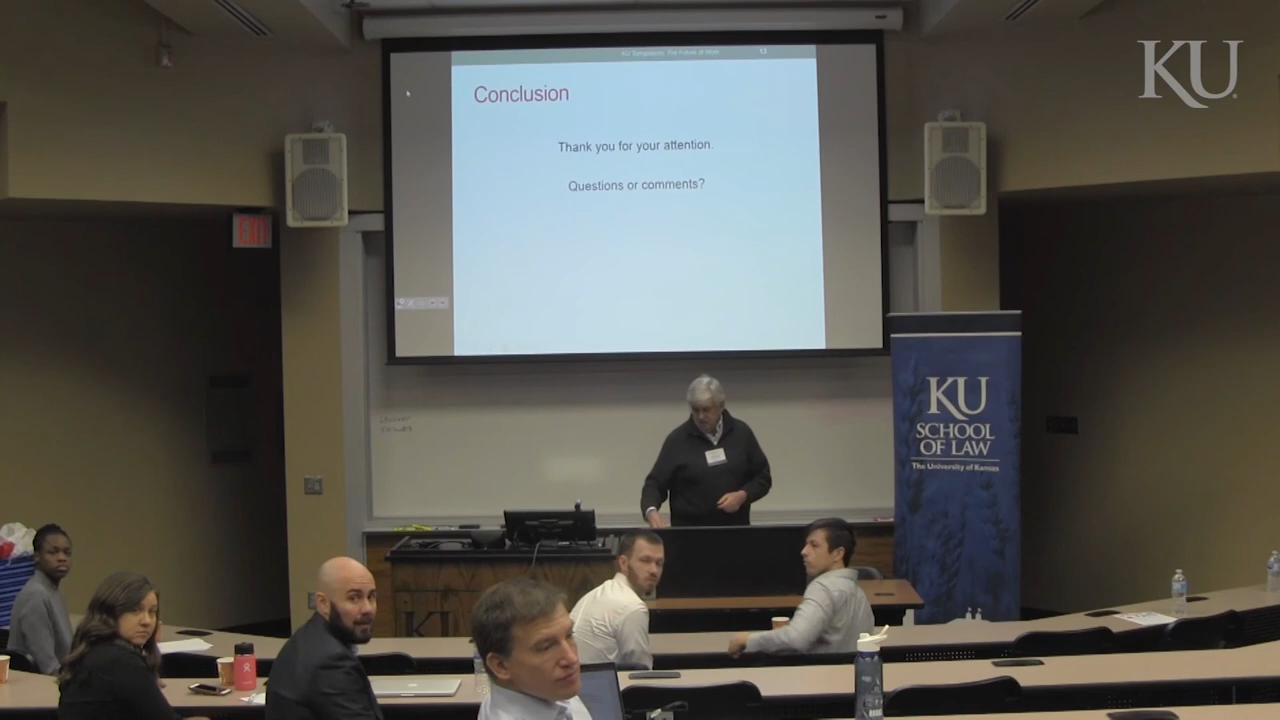 KU Symposium: The Future of Work 13
KU
Conclusion
Thank you for your attention.
Questions or comments?
EXIT
KU
SCHOOL
OF LAW
The University of Kansas
KU